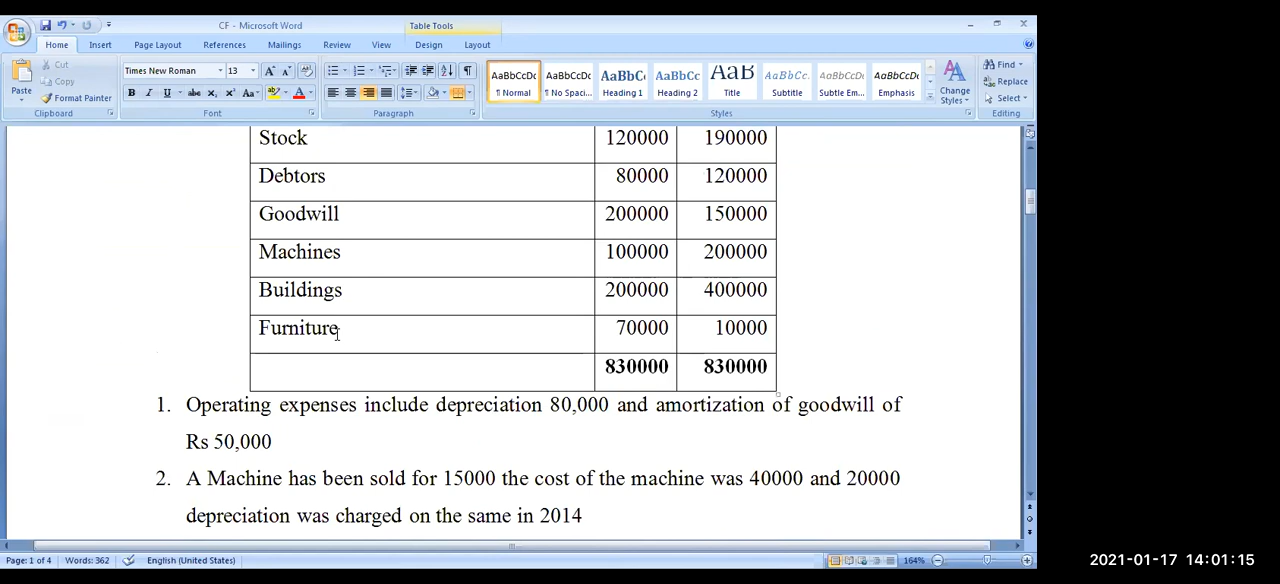 CF - Microsoft Word
Table Tools
Home Insert Page Layout References Mailings Review View Design Layout
Paste
Cut
Copy
Format Painter
Clipboard
Times New Roman 13
B I U abc x₂ x² Aa
Font
Paragraph
AaBbCcDc AaBbCcDc AaBbC AaBbCc AaB AaBbCc. AaBbCcDc AaBbCcDc
¶ Normal ¶ No Spaci... Heading 1 Heading 2 Title Subtitle Subtle Em... Emphasis
Change Styles
Styles
Find
Replace
Select
Editing
Stock 120000 190000
Debtors 80000 120000
Goodwill 200000 150000
Machines 100000 200000
Buildings 200000 400000
Furniture 70000 10000
830000 830000
1. Operating expenses include depreciation 80,000 and amortization of goodwill of
Rs 50,000
2. A Machine has been sold for 15000 the cost of the machine was 40000 and 20000
depreciation was charged on the same in 2014
Page: 1 of 4 Words: 362 English (United States) 164%
2021-01-17 14:01:15